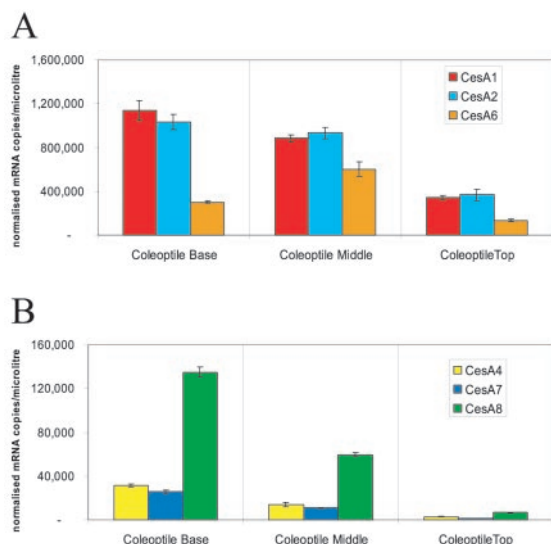 A
normalised mRNA copies/microlitre
1,600,000
1,200,000
800,000
400,000
-
CesA1
CesA2
CesA6
Coleoptile Base
Coleoptile Middle
ColeoptileTop
B
normalised mRNA copies/microlitre
160,000
120,000
80,000
40,000
-
CesA4
CesA7
CesA8
Coleoptile Base
Coleoptile Middle
ColeoptileTop